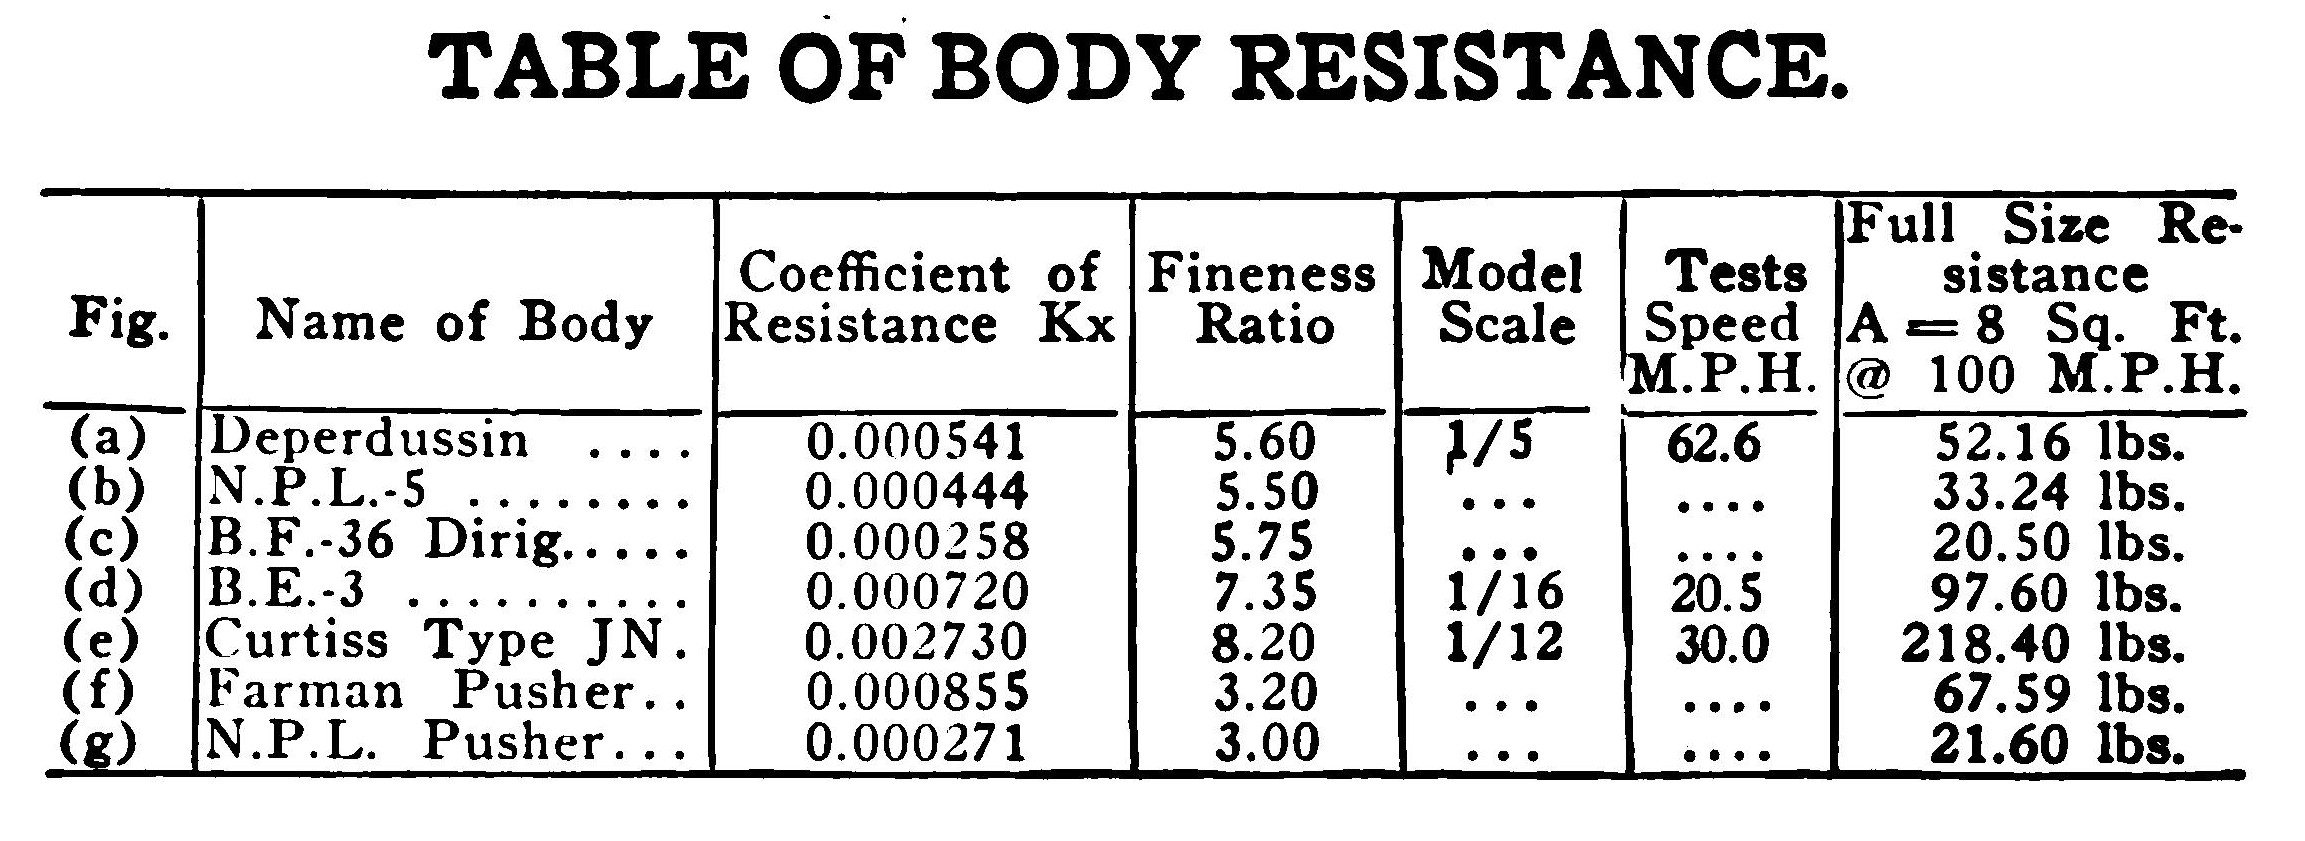 TABLE OF BODY RESISTANCE.
Fig. Name of Body Coefficient of Resistance Kx Fineness Ratio Model Scale Tests Speed M.P.H. Full Size Re-sistance A = 8 Sq. Ft. @ 100 M.P.H.
(a) Deperdussin .... 0.000541 5.60 1/5 62.6 52.16 lbs.
(b) N.P.L.-5 ........ 0.000444 5.50 ... .... 33.24 lbs.
(c) B.F.-36 Dirig..... 0.000258 5.75 ... .... 20.50 lbs.
(d) B.E.-3 .......... 0.000720 7.35 1/16 20.5 97.60 lbs.
(e) Curtiss Type JN. 0.002730 8.20 1/12 30.0 218.40 lbs.
(f) Farman Pusher.. 0.000855 3.20 ... .... 67.59 lbs.
(g) N.P.L. Pusher... 0.000271 3.00 ... .... 21.60 lbs.